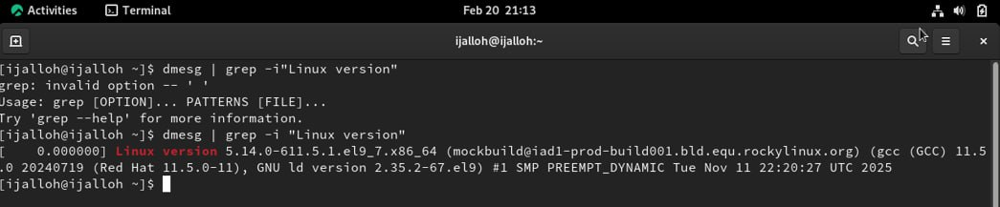 Activities Terminal Feb 20 21:13
ijalloh@ijalloh:~
[ijalloh@ijalloh ~]$ dmesg | grep -i"Linux version"
grep: invalid option -- ' '
Usage: grep [OPTION]... PATTERNS [FILE]...
Try 'grep --help' for more information.
[ijalloh@ijalloh ~]$ dmesg | grep -i "Linux version"
[    0.000000] Linux version 5.14.0-611.5.1.el9_7.x86_64 (mockbuild@iad1-prod-build001.bld.equ.rockylinux.org) (gcc (GCC) 11.5
.0 20240719 (Red Hat 11.5.0-11), GNU ld version 2.35.2-67.el9) #1 SMP PREEMPT_DYNAMIC Tue Nov 11 22:20:27 UTC 2025
[ijalloh@ijalloh ~]$